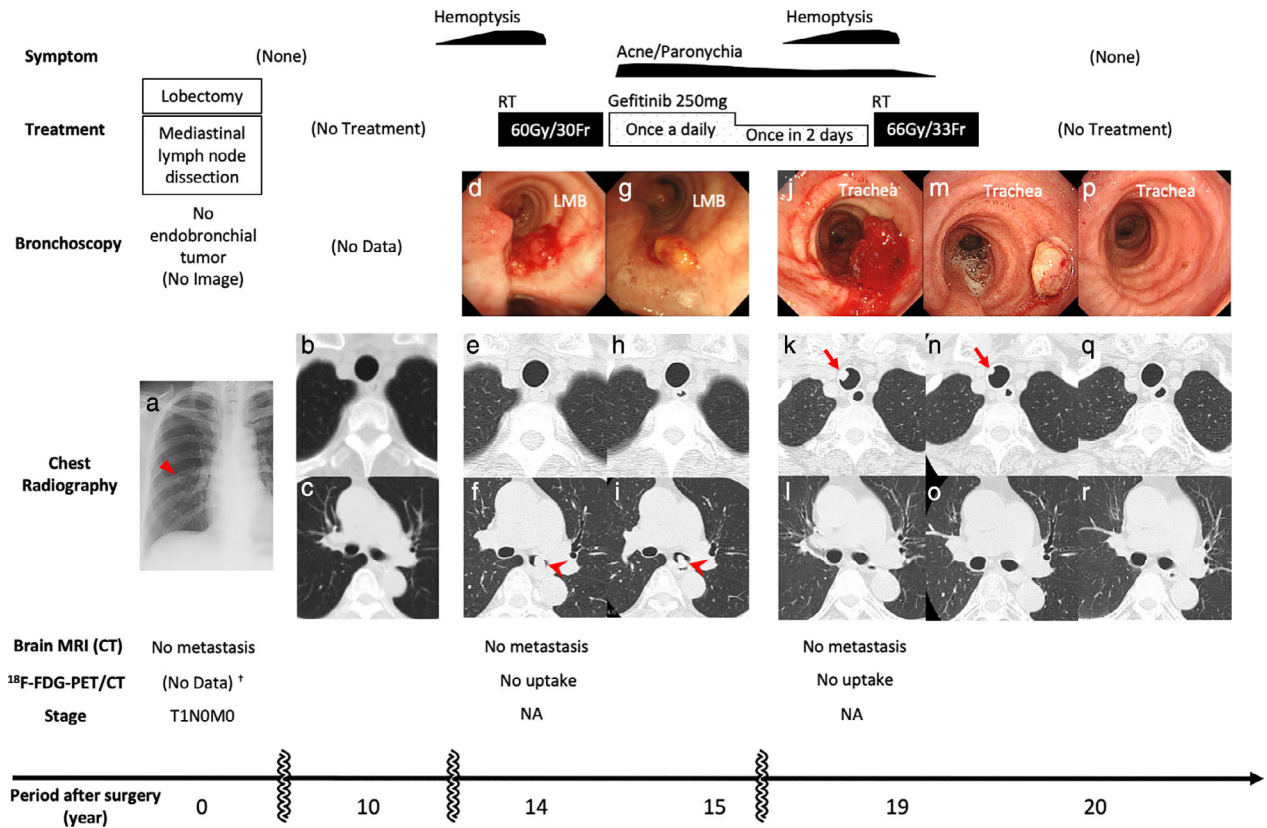 Hemoptysis
Hemoptysis
Symptom
(None)
Acne/Paronychia
(None)
Lobectomy
RT
Gefitinib 250mg
RT
Treatment
Mediastinal
lymph node
dissection
(No Treatment)
60Gy/30Fr
Once a daily
Once in 2 days
66Gy/33Fr
(No Treatment)
d
LMB
g
LMB
j
Trachea
m
Trachea
p
Trachea
Bronchoscopy
No
endobronchial
tumor
(No Image)
(No Data)
b
e
h
k
n
q
a
Chest
Radiography
c
f
i
l
o
r
Brain MRI (CT)
No metastasis
No metastasis
No metastasis
18F-FDG-PET/CT
(No Data) †
No uptake
No uptake
Stage
T1N0M0
NA
NA
Period after surgery
(year)
0
10
14
15
19
20